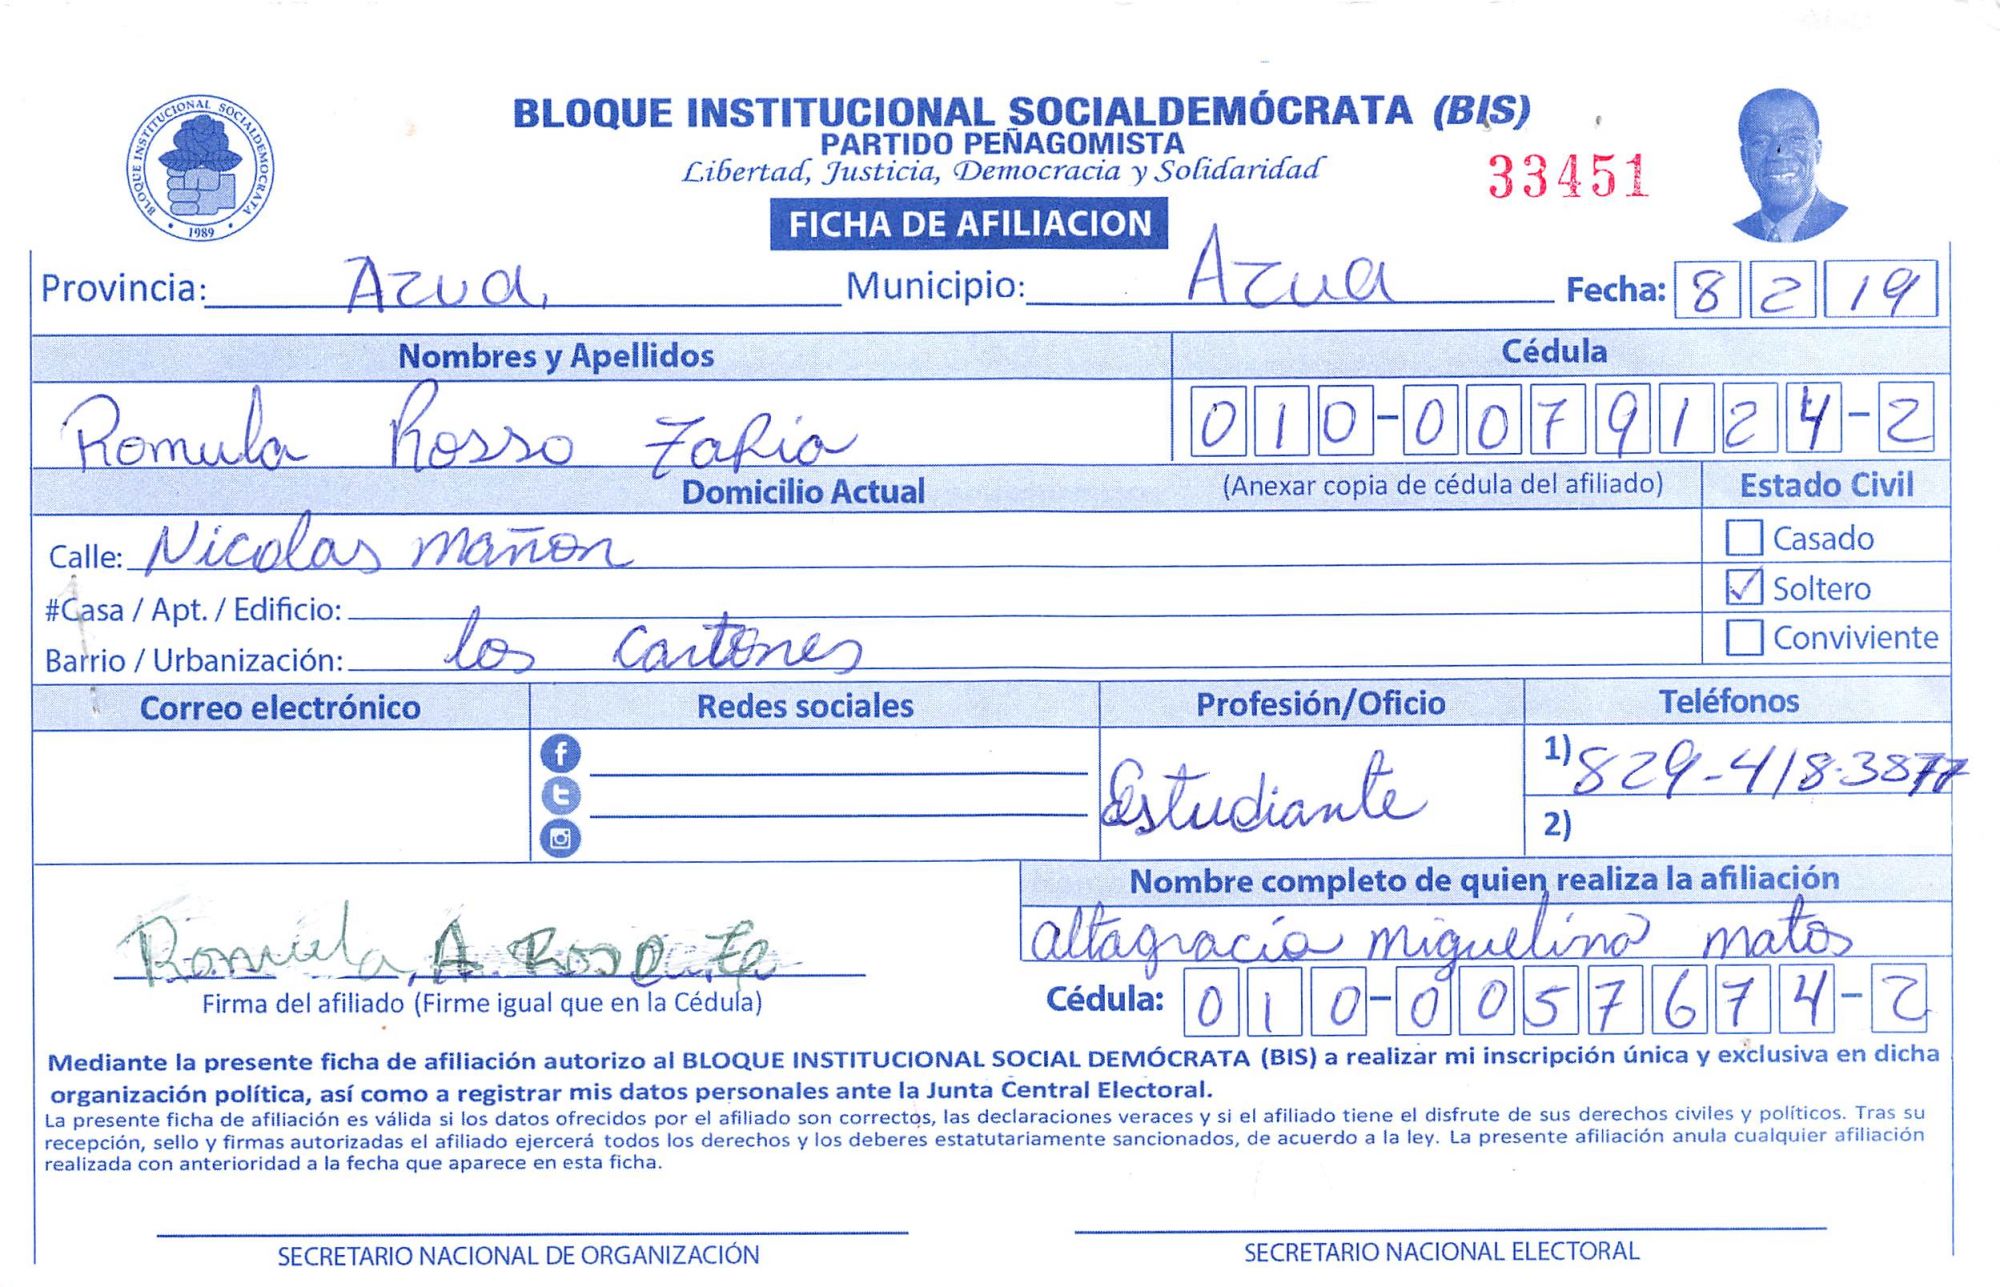 BLOQUE INSTITUCIONAL SOCIALDEMOCRATA
1989
BLOQUE INSTITUCIONAL SOCIALDEMÓCRATA (BIS)
PARTIDO PEÑAGOMISTA
Libertad, Justicia, Democracia y Solidaridad
33451
FICHA DE AFILIACION
Provincia: Azua Municipio: Azua Fecha: 8 2 19
Nombres y Apellidos Cédula
Romula Rosso Zapia 010-0079124-2
Domicilio Actual (Anexar copia de cédula del afiliado) Estado Civil
Calle: Nicolas mañon
Casado
#Casa / Apt. / Edificio:
Soltero
Barrio / Urbanización: los cartones
Conviviente
Correo electrónico Redes sociales Profesión/Oficio Teléfonos
Estudiante
1) 829-418-3877
2)
Nombre completo de quien realiza la afiliación
altagracia miguelina matos
Romula A. Rosso
Firma del afiliado (Firme igual que en la Cédula)
Cédula: 010-0057674-2
Mediante la presente ficha de afiliación autorizo al BLOQUE INSTITUCIONAL SOCIAL DEMÓCRATA (BIS) a realizar mi inscripción única y exclusiva en dicha
organización política, así como a registrar mis datos personales ante la Junta Central Electoral.
La presente ficha de afiliación es válida si los datos ofrecidos por el afiliado son correctos, las declaraciones veraces y si el afiliado tiene el disfrute de sus derechos civiles y políticos. Tras su
recepción, sello y firmas autorizadas el afiliado ejercerá todos los derechos y los deberes estatutariamente sancionados, de acuerdo a la ley. La presente afiliación anula cualquier afiliación
realizada con anterioridad a la fecha que aparece en esta ficha.
SECRETARIO NACIONAL DE ORGANIZACIÓN SECRETARIO NACIONAL ELECTORAL